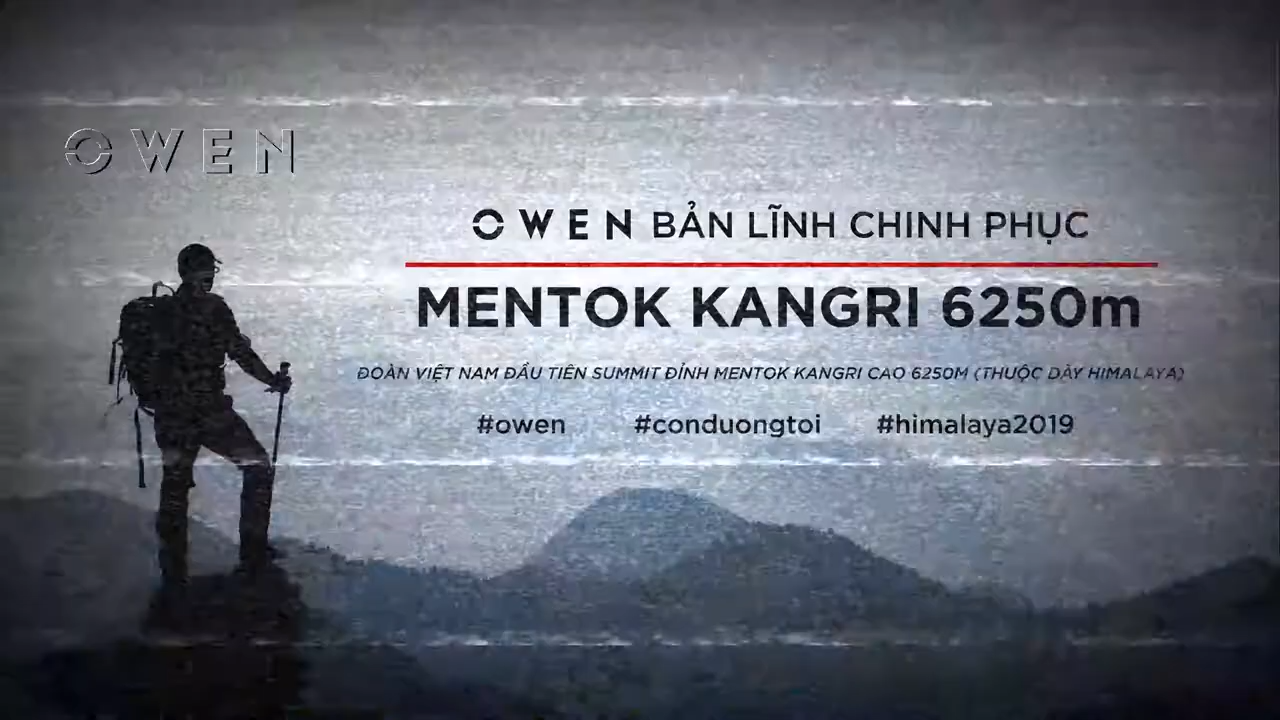 OWEN
OWEN BẢN LĨNH CHINH PHỤC
MENTOK KANGRI 6250m
ĐOÀN VIỆT NAM ĐẦU TIÊN SUMMIT ĐỈNH MENTOK KANGRI CAO 6250M (THUỘC DÃY HIMALAYA)
#owen #conduongtoi #himalaya2019